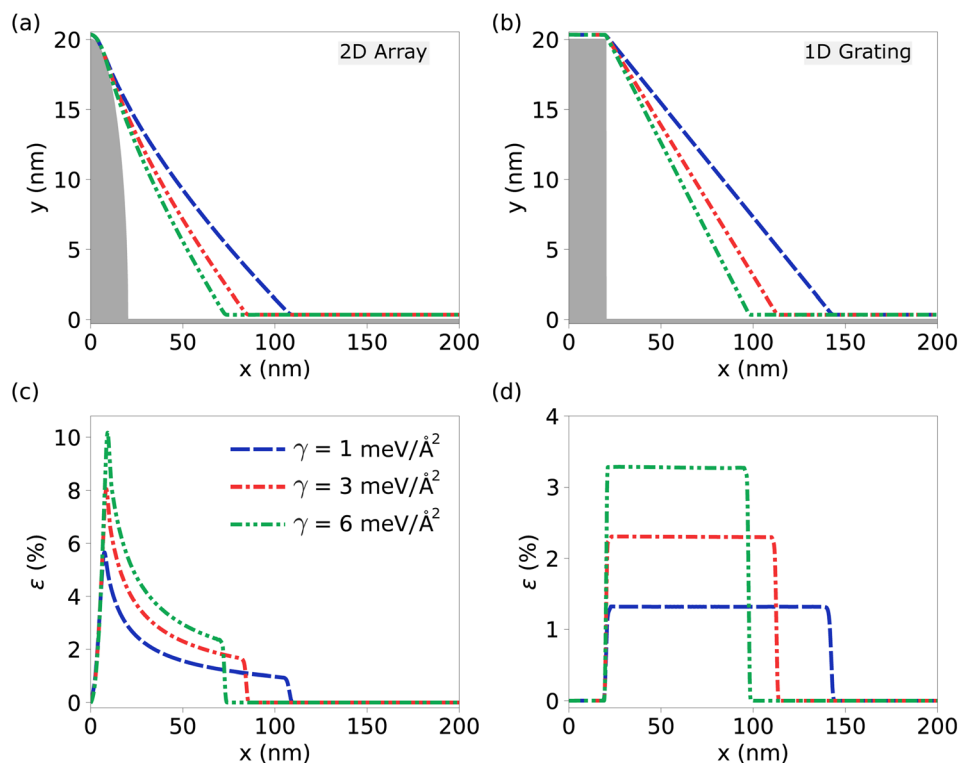 (a)
2D Array
20
15
10
5
0
y (nm)
0 50 100 150 200
x (nm)
(b)
1D Grating
20
15
10
5
0
y (nm)
0 50 100 150 200
x (nm)
(c)
10
8
6
4
2
0
ε (%)
γ = 1 meV/Å²
γ = 3 meV/Å²
γ = 6 meV/Å²
0 50 100 150 200
x (nm)
(d)
4
3
2
1
0
ε (%)
0 50 100 150 200
x (nm)